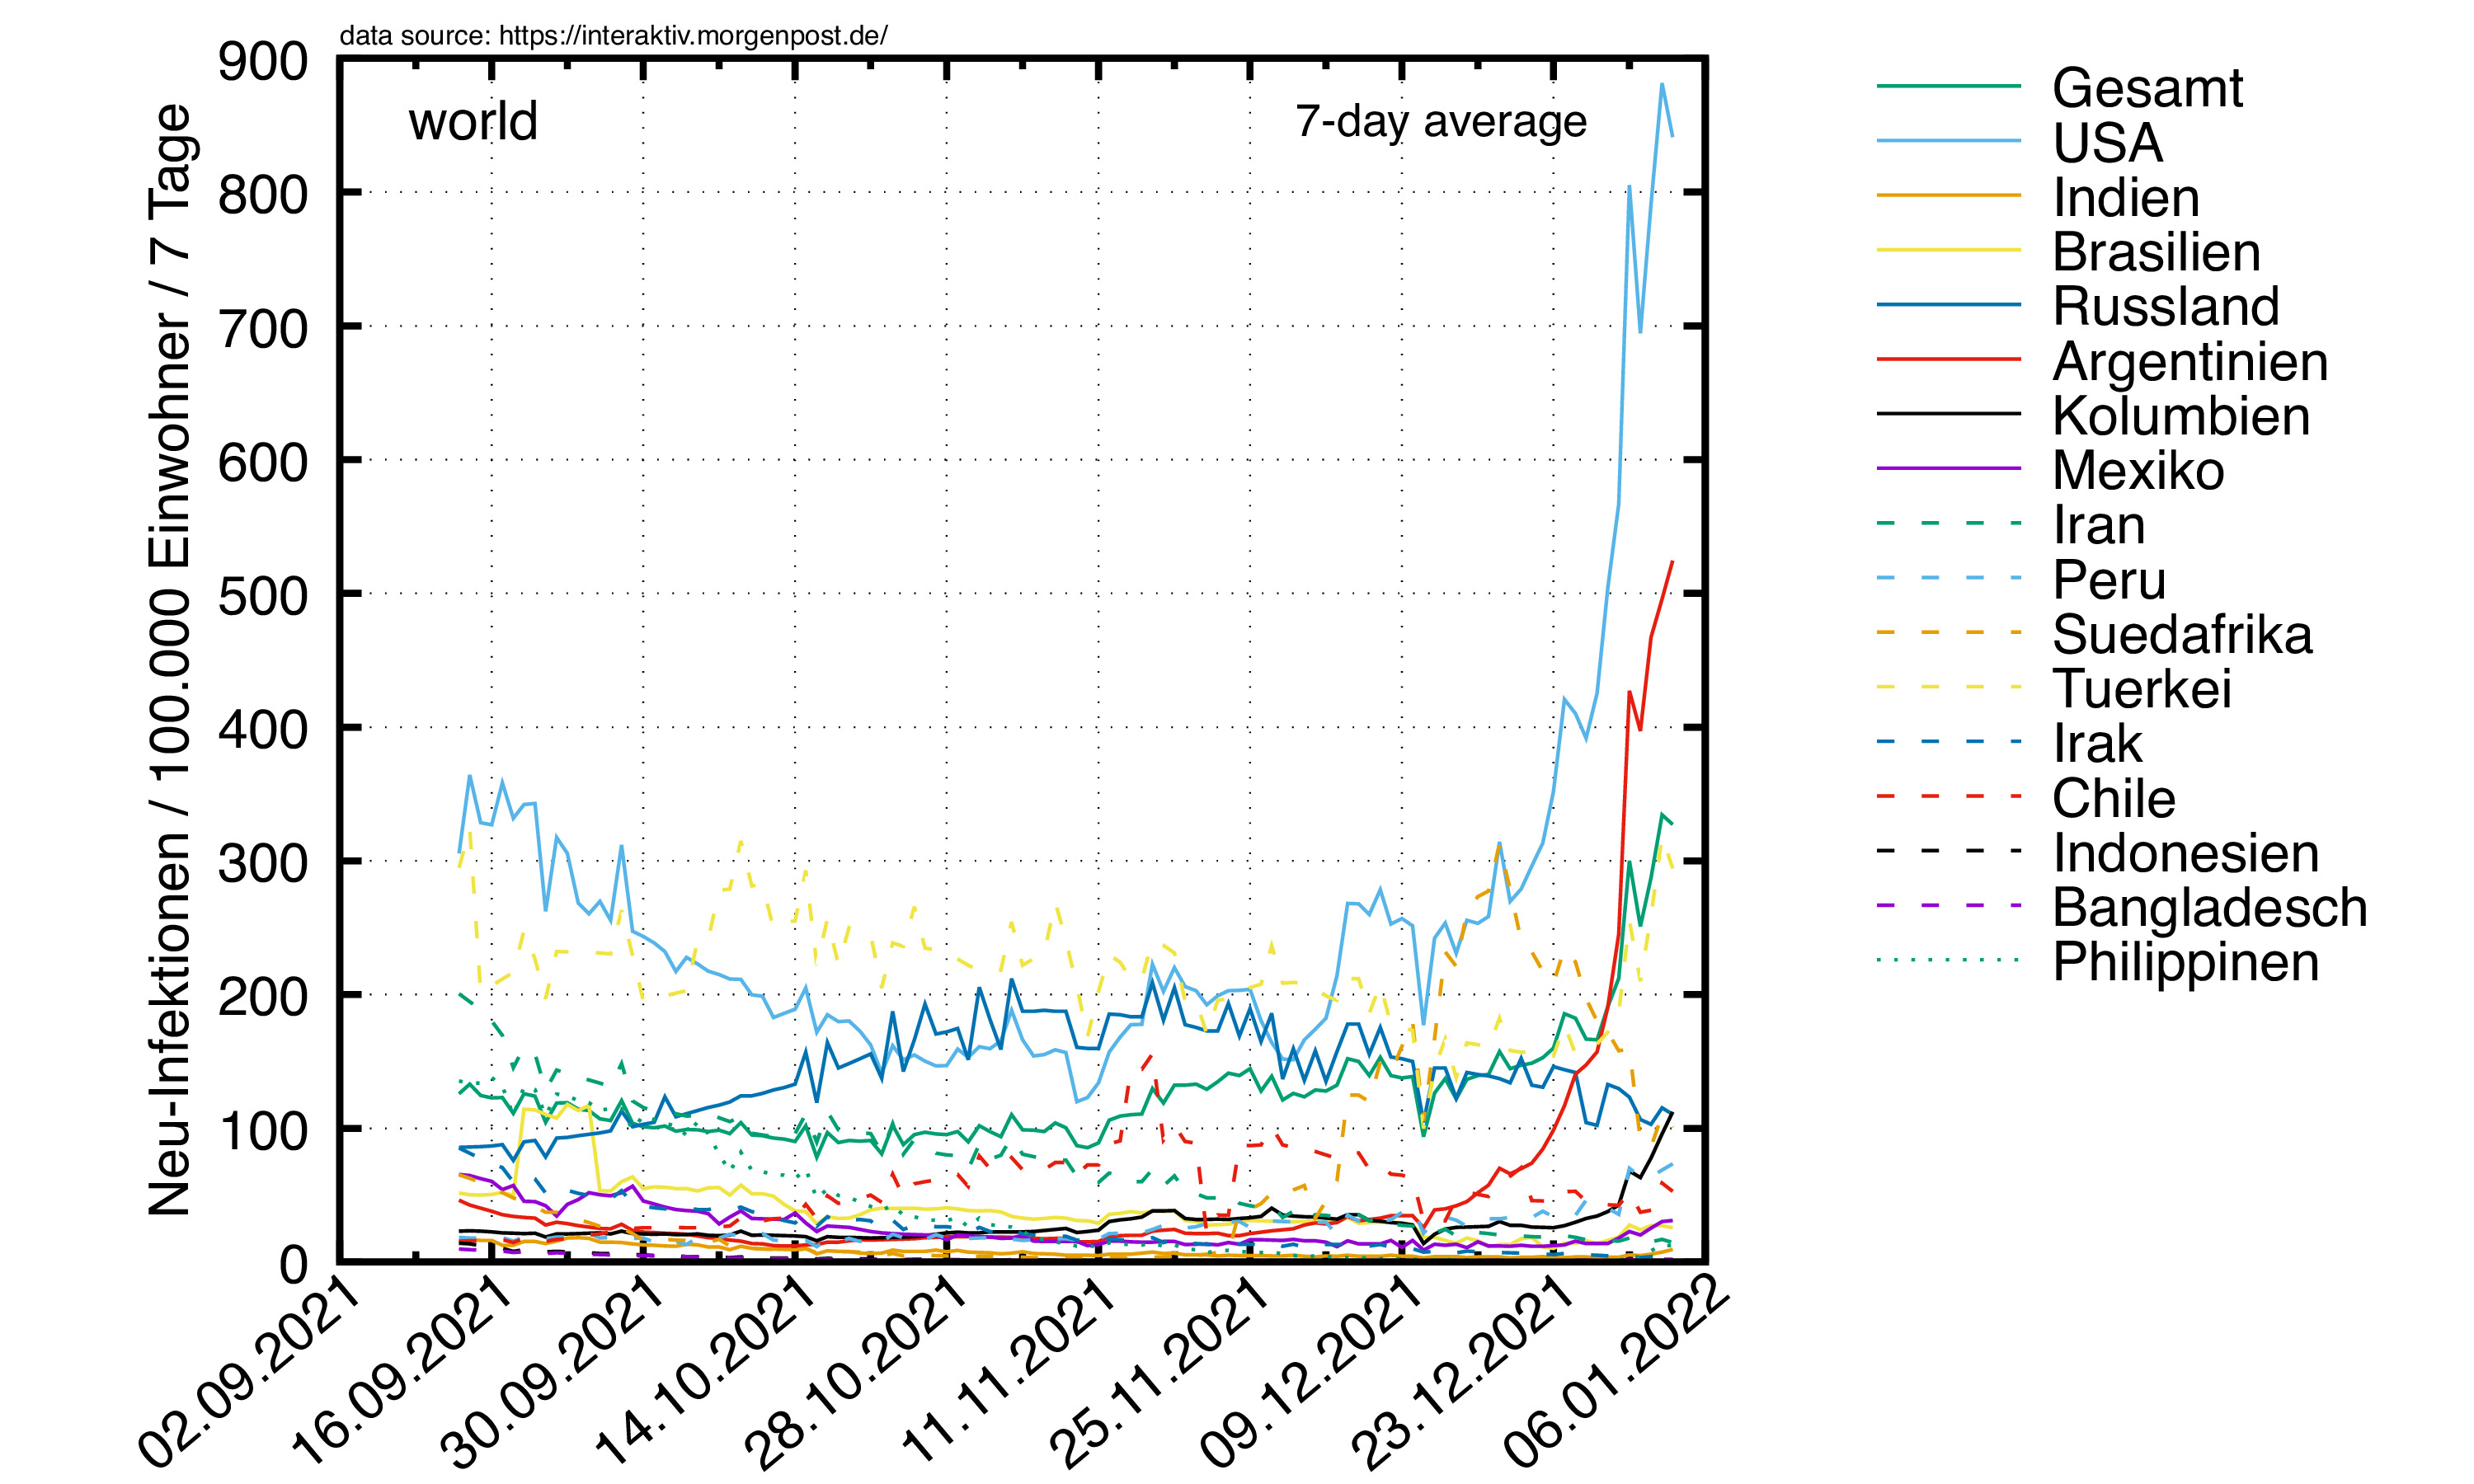 data source: https://interaktiv.morgenpost.de/
world
7-day average
Neu-Infektionen / 100.000 Einwohner / 7 Tage
900
800
700
600
500
400
300
200
100
0
02.09.2021
16.09.2021
30.09.2021
14.10.2021
28.10.2021
11.11.2021
25.11.2021
09.12.2021
23.12.2021
06.01.2022
Gesamt
USA
Indien
Brasilien
Russland
Argentinien
Kolumbien
Mexiko
Iran
Peru
Suedafrika
Tuerkei
Irak
Chile
Indonesien
Bangladesch
Philippinen